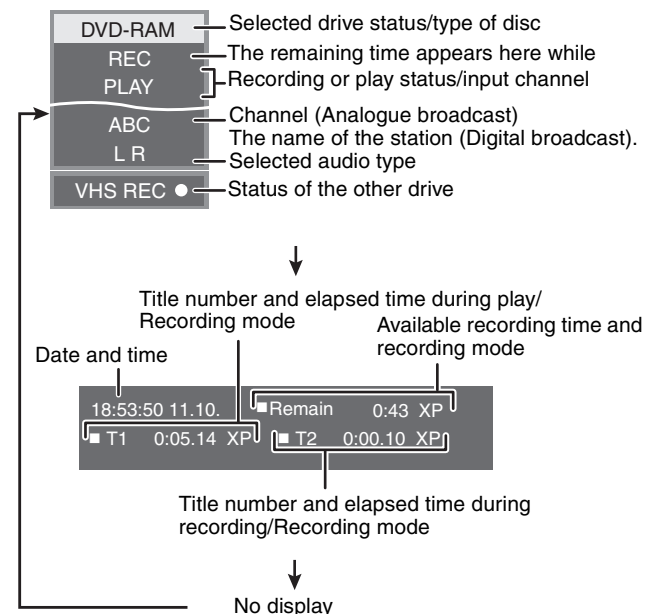 DVD-RAM
Selected drive status/type of disc
REC
The remaining time appears here while
PLAY
Recording or play status/input channel
ABC
Channel (Analogue broadcast)
The name of the station (Digital broadcast).
L R
Selected audio type
VHS REC ●
Status of the other drive
Title number and elapsed time during play/
Recording mode
Available recording time and
recording mode
Date and time
18:53:50 11.10.
■Remain 0:43 XP
■ T1 0:05.14 XP
■ T2 0:00.10 XP
Title number and elapsed time during
recording/Recording mode
No display